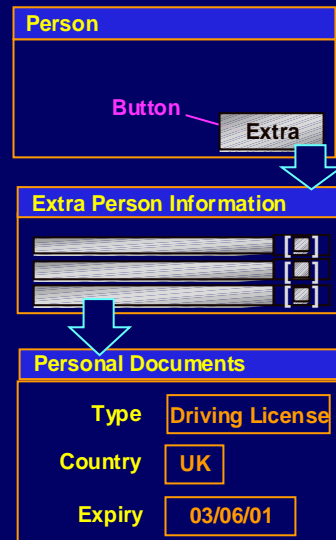 Person
Button
Extra
Extra Person Information
[ ]
[ ]
[ ]
Personal Documents
Type Driving License
Country UK
Expiry 03/06/01